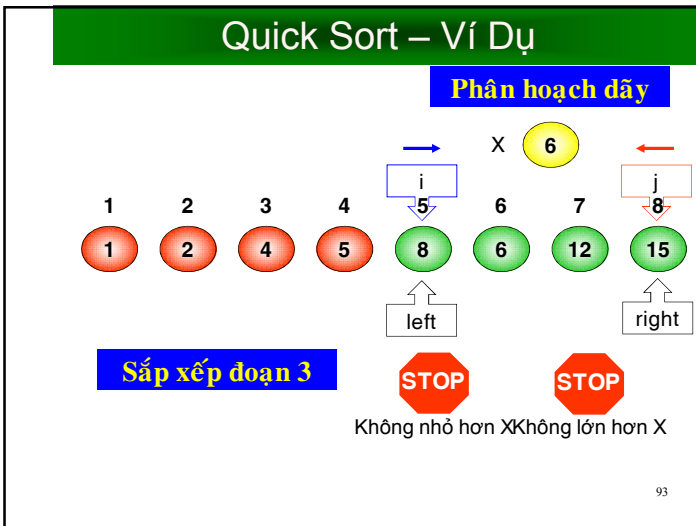 Quick Sort – Ví Dụ
Phân hoạch dãy
X 6
i j
1 2 3 4 5 6 7 8
1 2 4 5 8 6 12 15
left right
Sắp xếp đoạn 3
STOP STOP
Không nhỏ hơn XKhông lớn hơn X
93